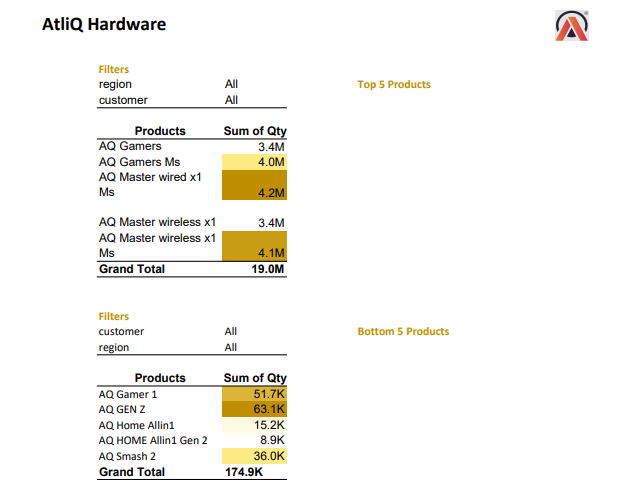 AtliQ Hardware
Filters
region All
customer All
Top 5 Products
Products Sum of Qty
AQ Gamers 3.4M
AQ Gamers Ms 4.0M
AQ Master wired x1
Ms 4.2M
AQ Master wireless x1 3.4M
AQ Master wireless x1
Ms 4.1M
Grand Total 19.0M
Filters
customer All
region All
Bottom 5 Products
Products Sum of Qty
AQ Gamer 1 51.7K
AQ GEN Z 63.1K
AQ Home Allin1 15.2K
AQ HOME Allin1 Gen 2 8.9K
AQ Smash 2 36.0K
Grand Total 174.9K